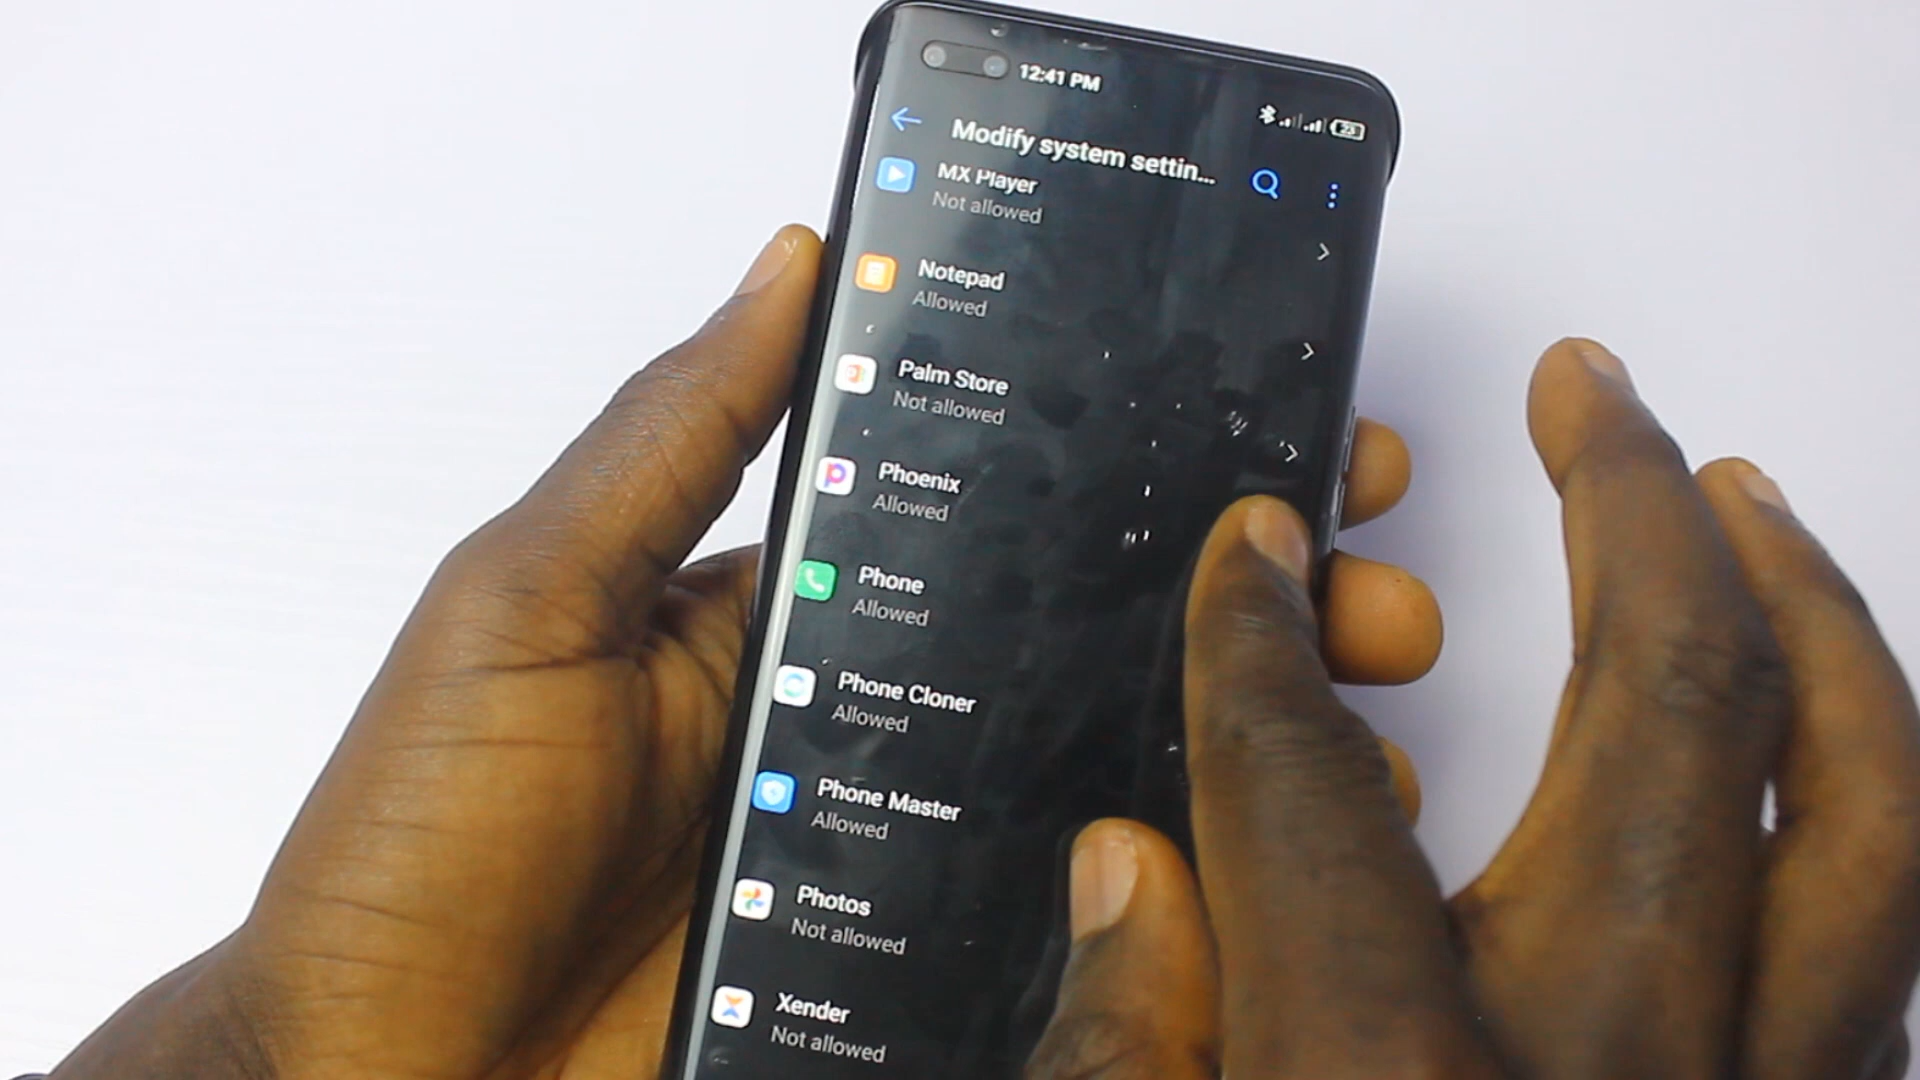 12:41 PM
23
Modify system settin...
MX Player
Not allowed
Notepad
Allowed
Palm Store
Not allowed
Phoenix
Allowed
Phone
Allowed
Phone Cloner
Allowed
Phone Master
Allowed
Photos
Not allowed
Xender
Not allowed